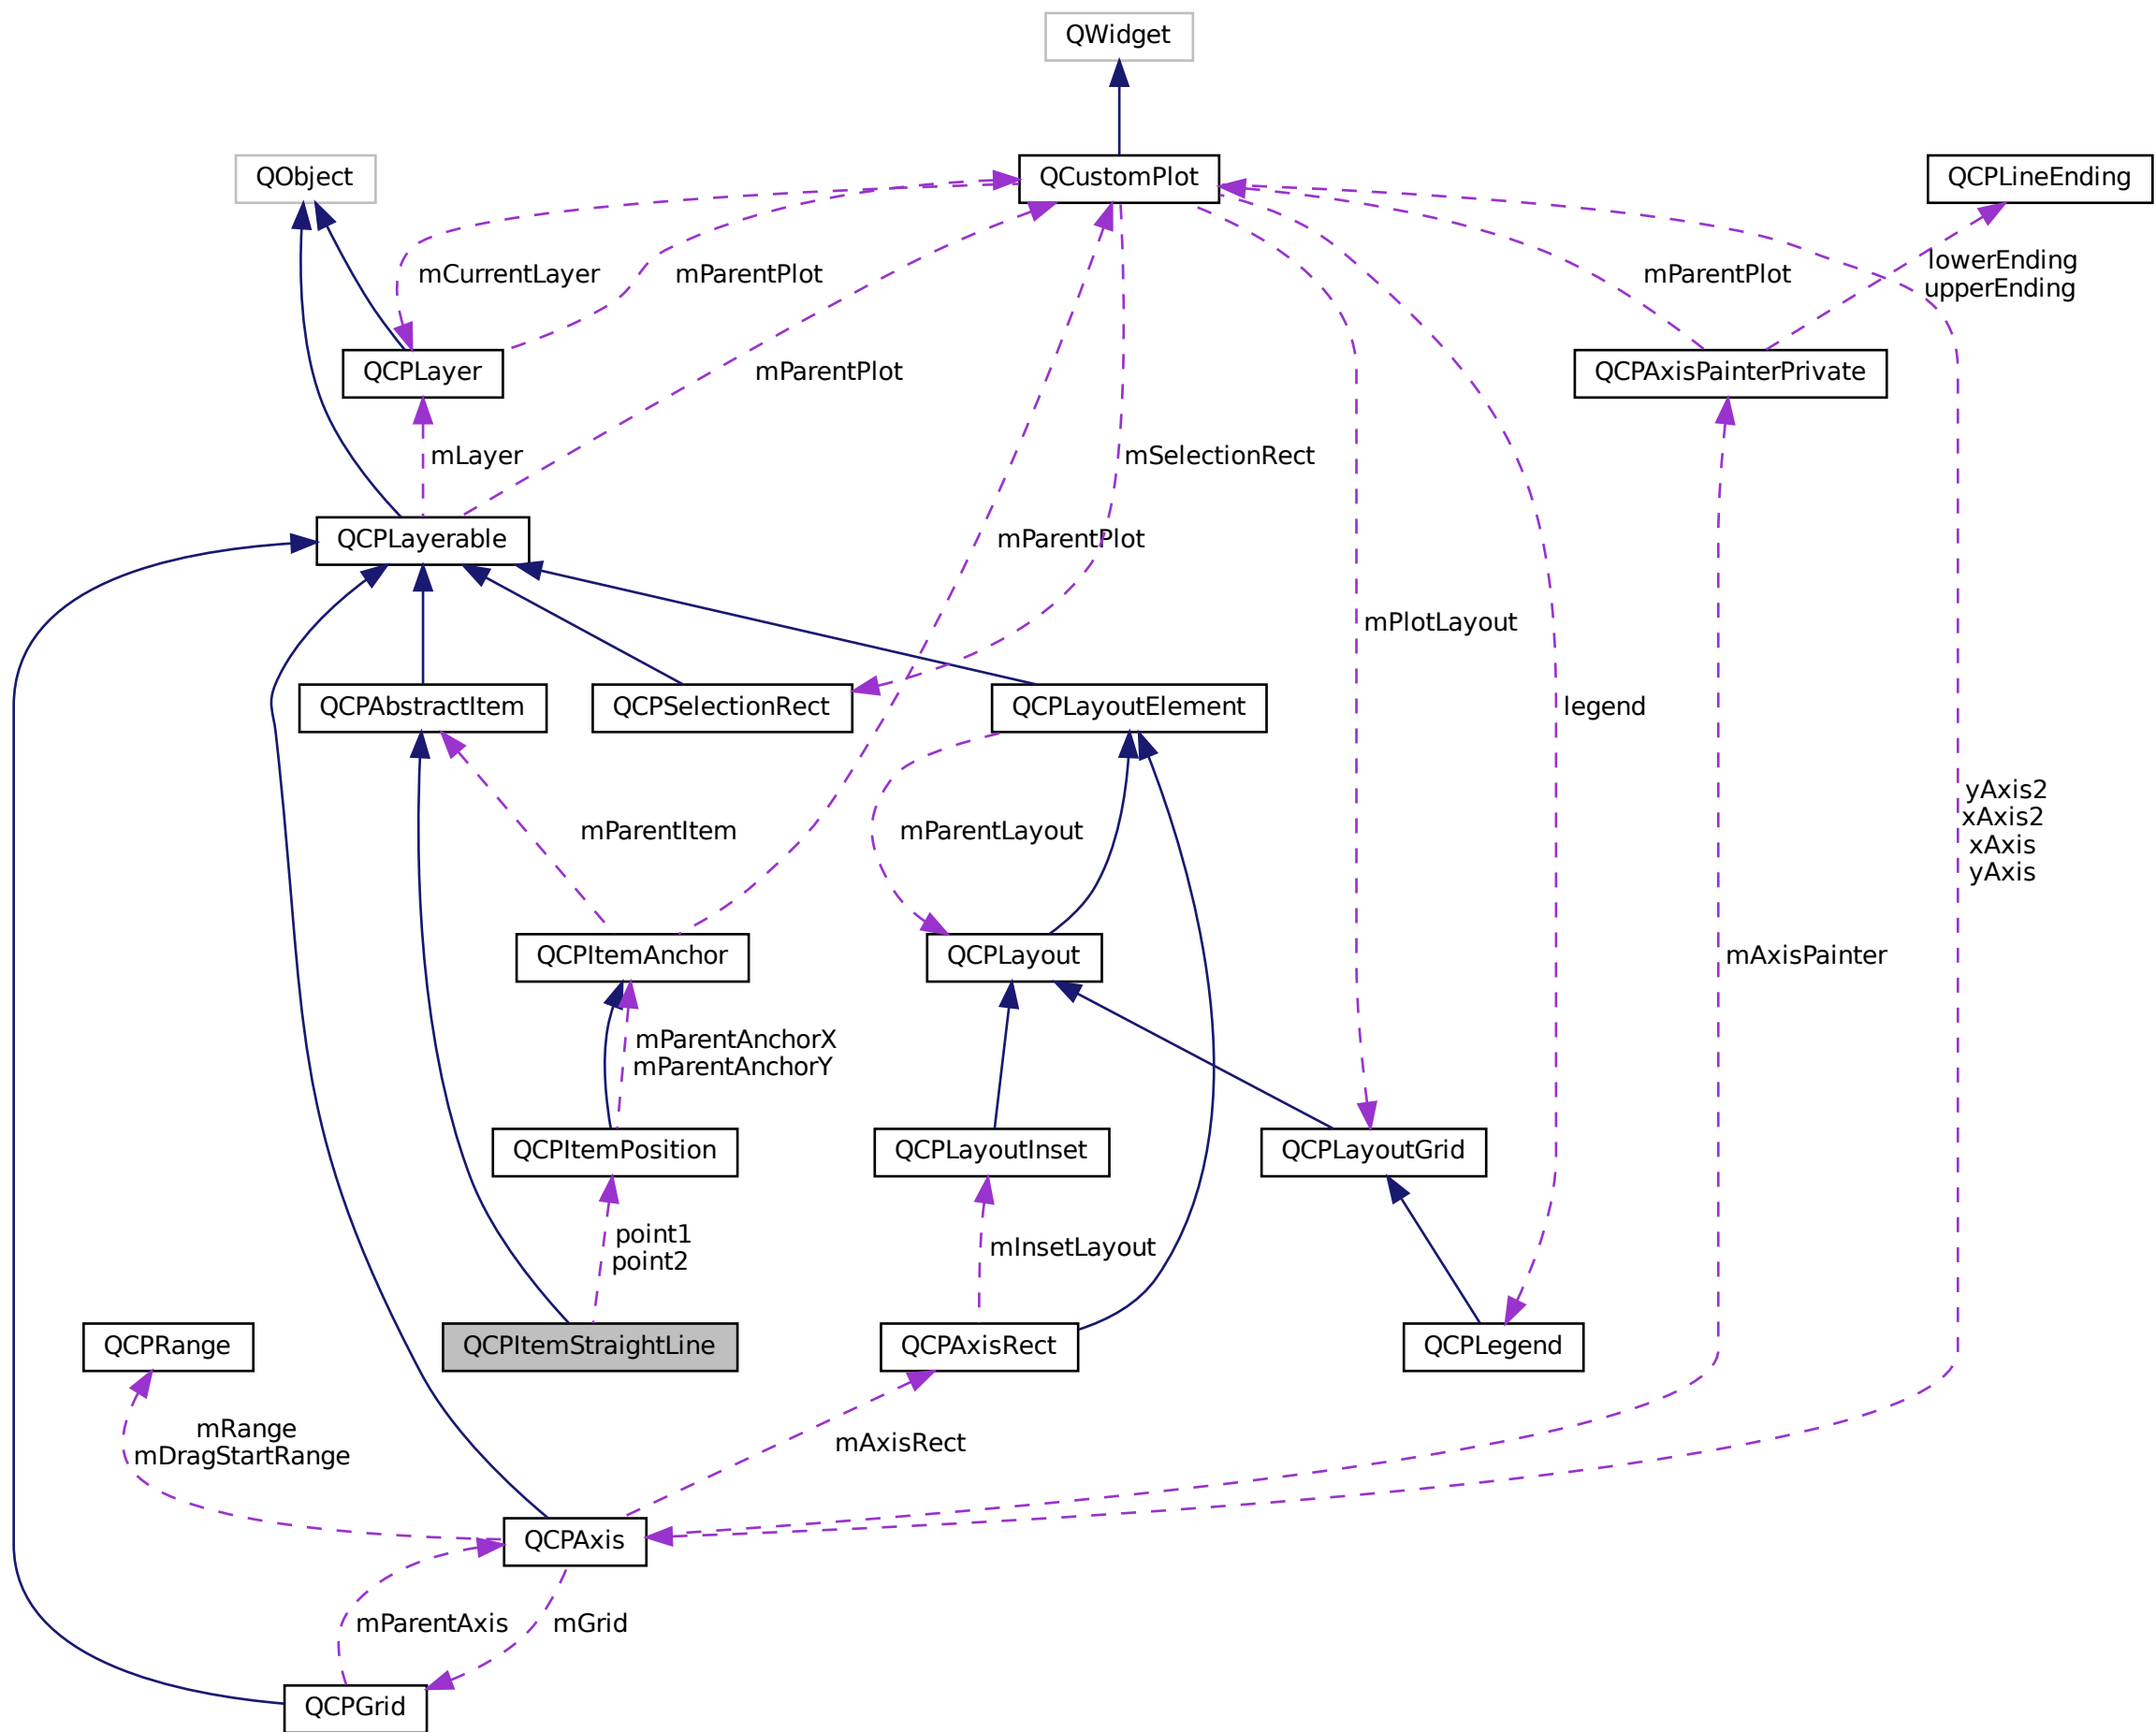 QWidget
QObject
QCustomPlot
QCPLineEnding
mCurrentLayer
mParentPlot
mParentPlot
lowerEnding
upperEnding
QCPLayer
mParentPlot
QCPAxisPainterPrivate
mLayer
mSelectionRect
QCPLayerable
mParentPlot
mPlotLayout
QCPAbstractItem
QCPSelectionRect
QCPLayoutElement
legend
yAxis2
xAxis2
xAxis
yAxis
mParentItem
mParentLayout
QCPItemAnchor
QCPLayout
mAxisPainter
mParentAnchorX
mParentAnchorY
QCPItemPosition
QCPLayoutInset
QCPLayoutGrid
point1
point2
mInsetLayout
QCPRange
QCPItemStraightLine
QCPAxisRect
QCPLegend
mRange
mDragStartRange
mAxisRect
QCPAxis
mParentAxis
mGrid
QCPGrid